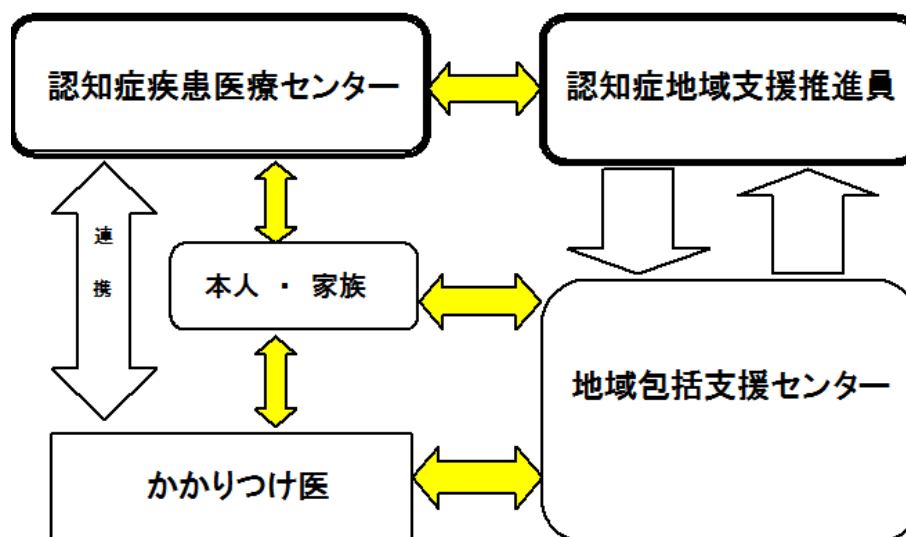 認知症疾患医療センター
認知症地域支援推進員
連
携
本人 ・ 家族
地域包括支援センター
かかりつけ医